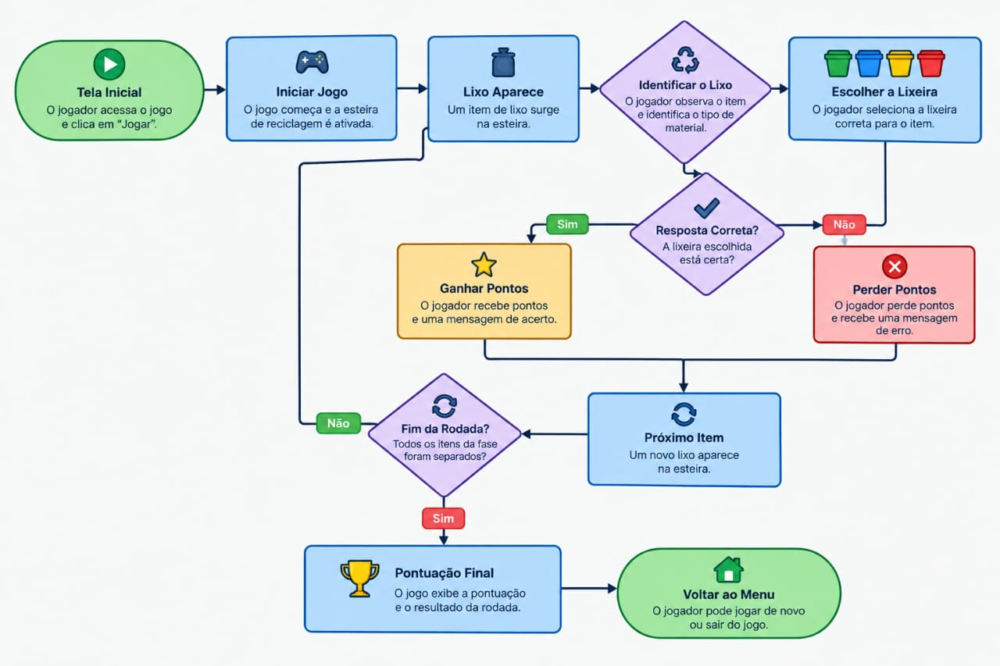 Tela Inicial
O jogador acessa o jogo
e clica em “Jogar”.
Iniciar Jogo
O jogo começa e a esteira
de reciclagem é ativada.
Lixo Aparece
Um item de lixo surge
na esteira.
Identificar o Lixo
O jogador observa o item
e identifica o tipo de
material.
Escolher a Lixeira
O jogador seleciona a lixeira
correta para o item.
Resposta Correta?
A lixeira escolhida
está certa?
Sim
Não
Ganhar Pontos
O jogador recebe pontos
e uma mensagem de acerto.
Perder Pontos
O jogador perde pontos
e recebe uma mensagem
de erro.
Próximo Item
Um novo lixo aparece
na esteira.
Fim da Rodada?
Todos os itens da fase
foram separados?
Não
Sim
Pontuação Final
O jogo exibe a pontuação
e o resultado da rodada.
Voltar ao Menu
O jogador pode jogar de novo
ou sair do jogo.